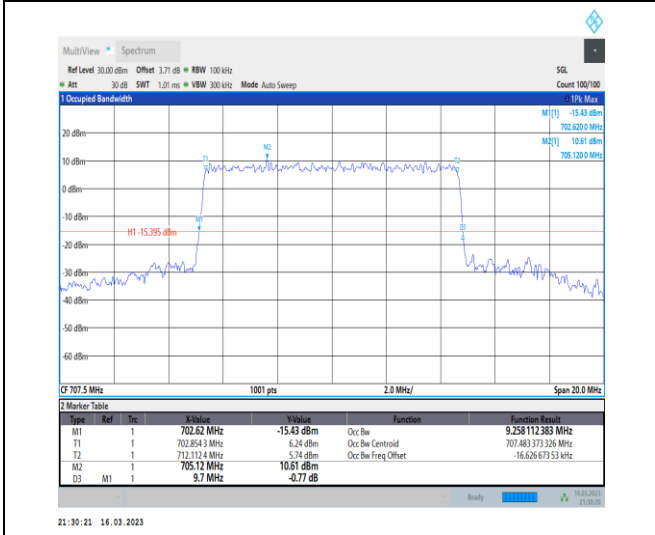 MultiView Spectrum
Ref Level 30.00 dBm Offset 3.71 dB RBW 100 kHz SGL
Att 30 dB SWT 1.01 ms VBW 300 kHz Mode Auto Sweep Count 100/100
1 Occupied Bandwidth 1Pk Max
M1[1] -15.43 dBm
702.620 0 MHz
M2[1] 10.61 dBm
705.120 0 MHz
20 dBm
M2
T1 T2
10 dBm
0 dBm
-10 dBm
M1
D3
H1 -15.395 dBm
-20 dBm
-30 dBm
-40 dBm
-50 dBm
-60 dBm
CF 707.5 MHz 1001 pts 2.0 MHz/ Span 20.0 MHz
2 Marker Table
Type Ref Trc X-Value Y-Value Function Function Result
M1 1 702.62 MHz -15.43 dBm Occ Bw 9.258 112 383 MHz
T1 1 702.854 3 MHz 6.24 dBm Occ Bw Centroid 707.483 373 326 MHz
T2 1 712.112 4 MHz 5.74 dBm Occ Bw Freq Offset -16.626 673 53 kHz
M2 1 705.12 MHz 10.61 dBm
D3 M1 1 9.7 MHz -0.77 dB
Ready 16.03.2023
21:30:20
21:30:21 16.03.2023